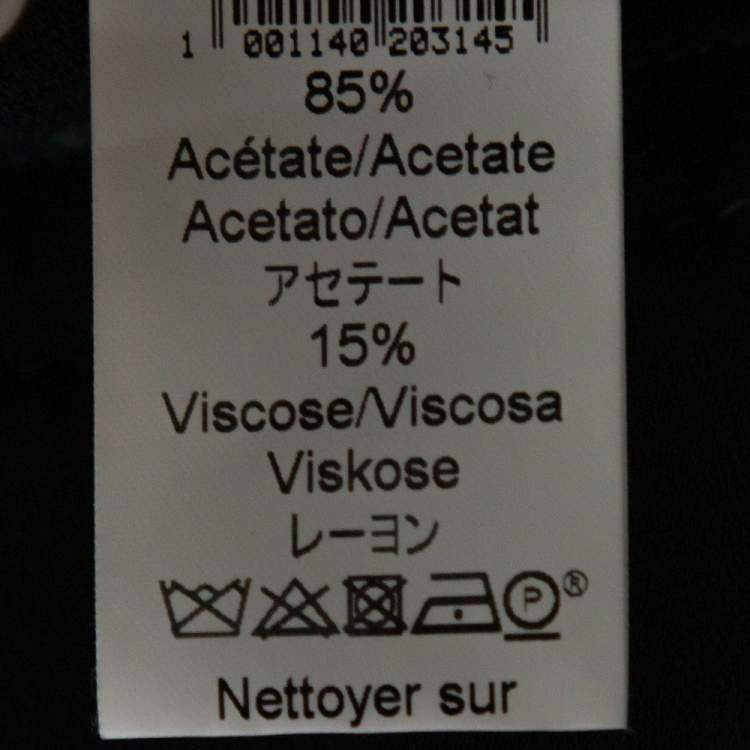 1 001140 203145
85%
Acétate/Acetate
Acetato/Acetat
アセテート
15%
Viscose/Viscosa
Viskose
レーヨン
P ®
Nettoyer sur